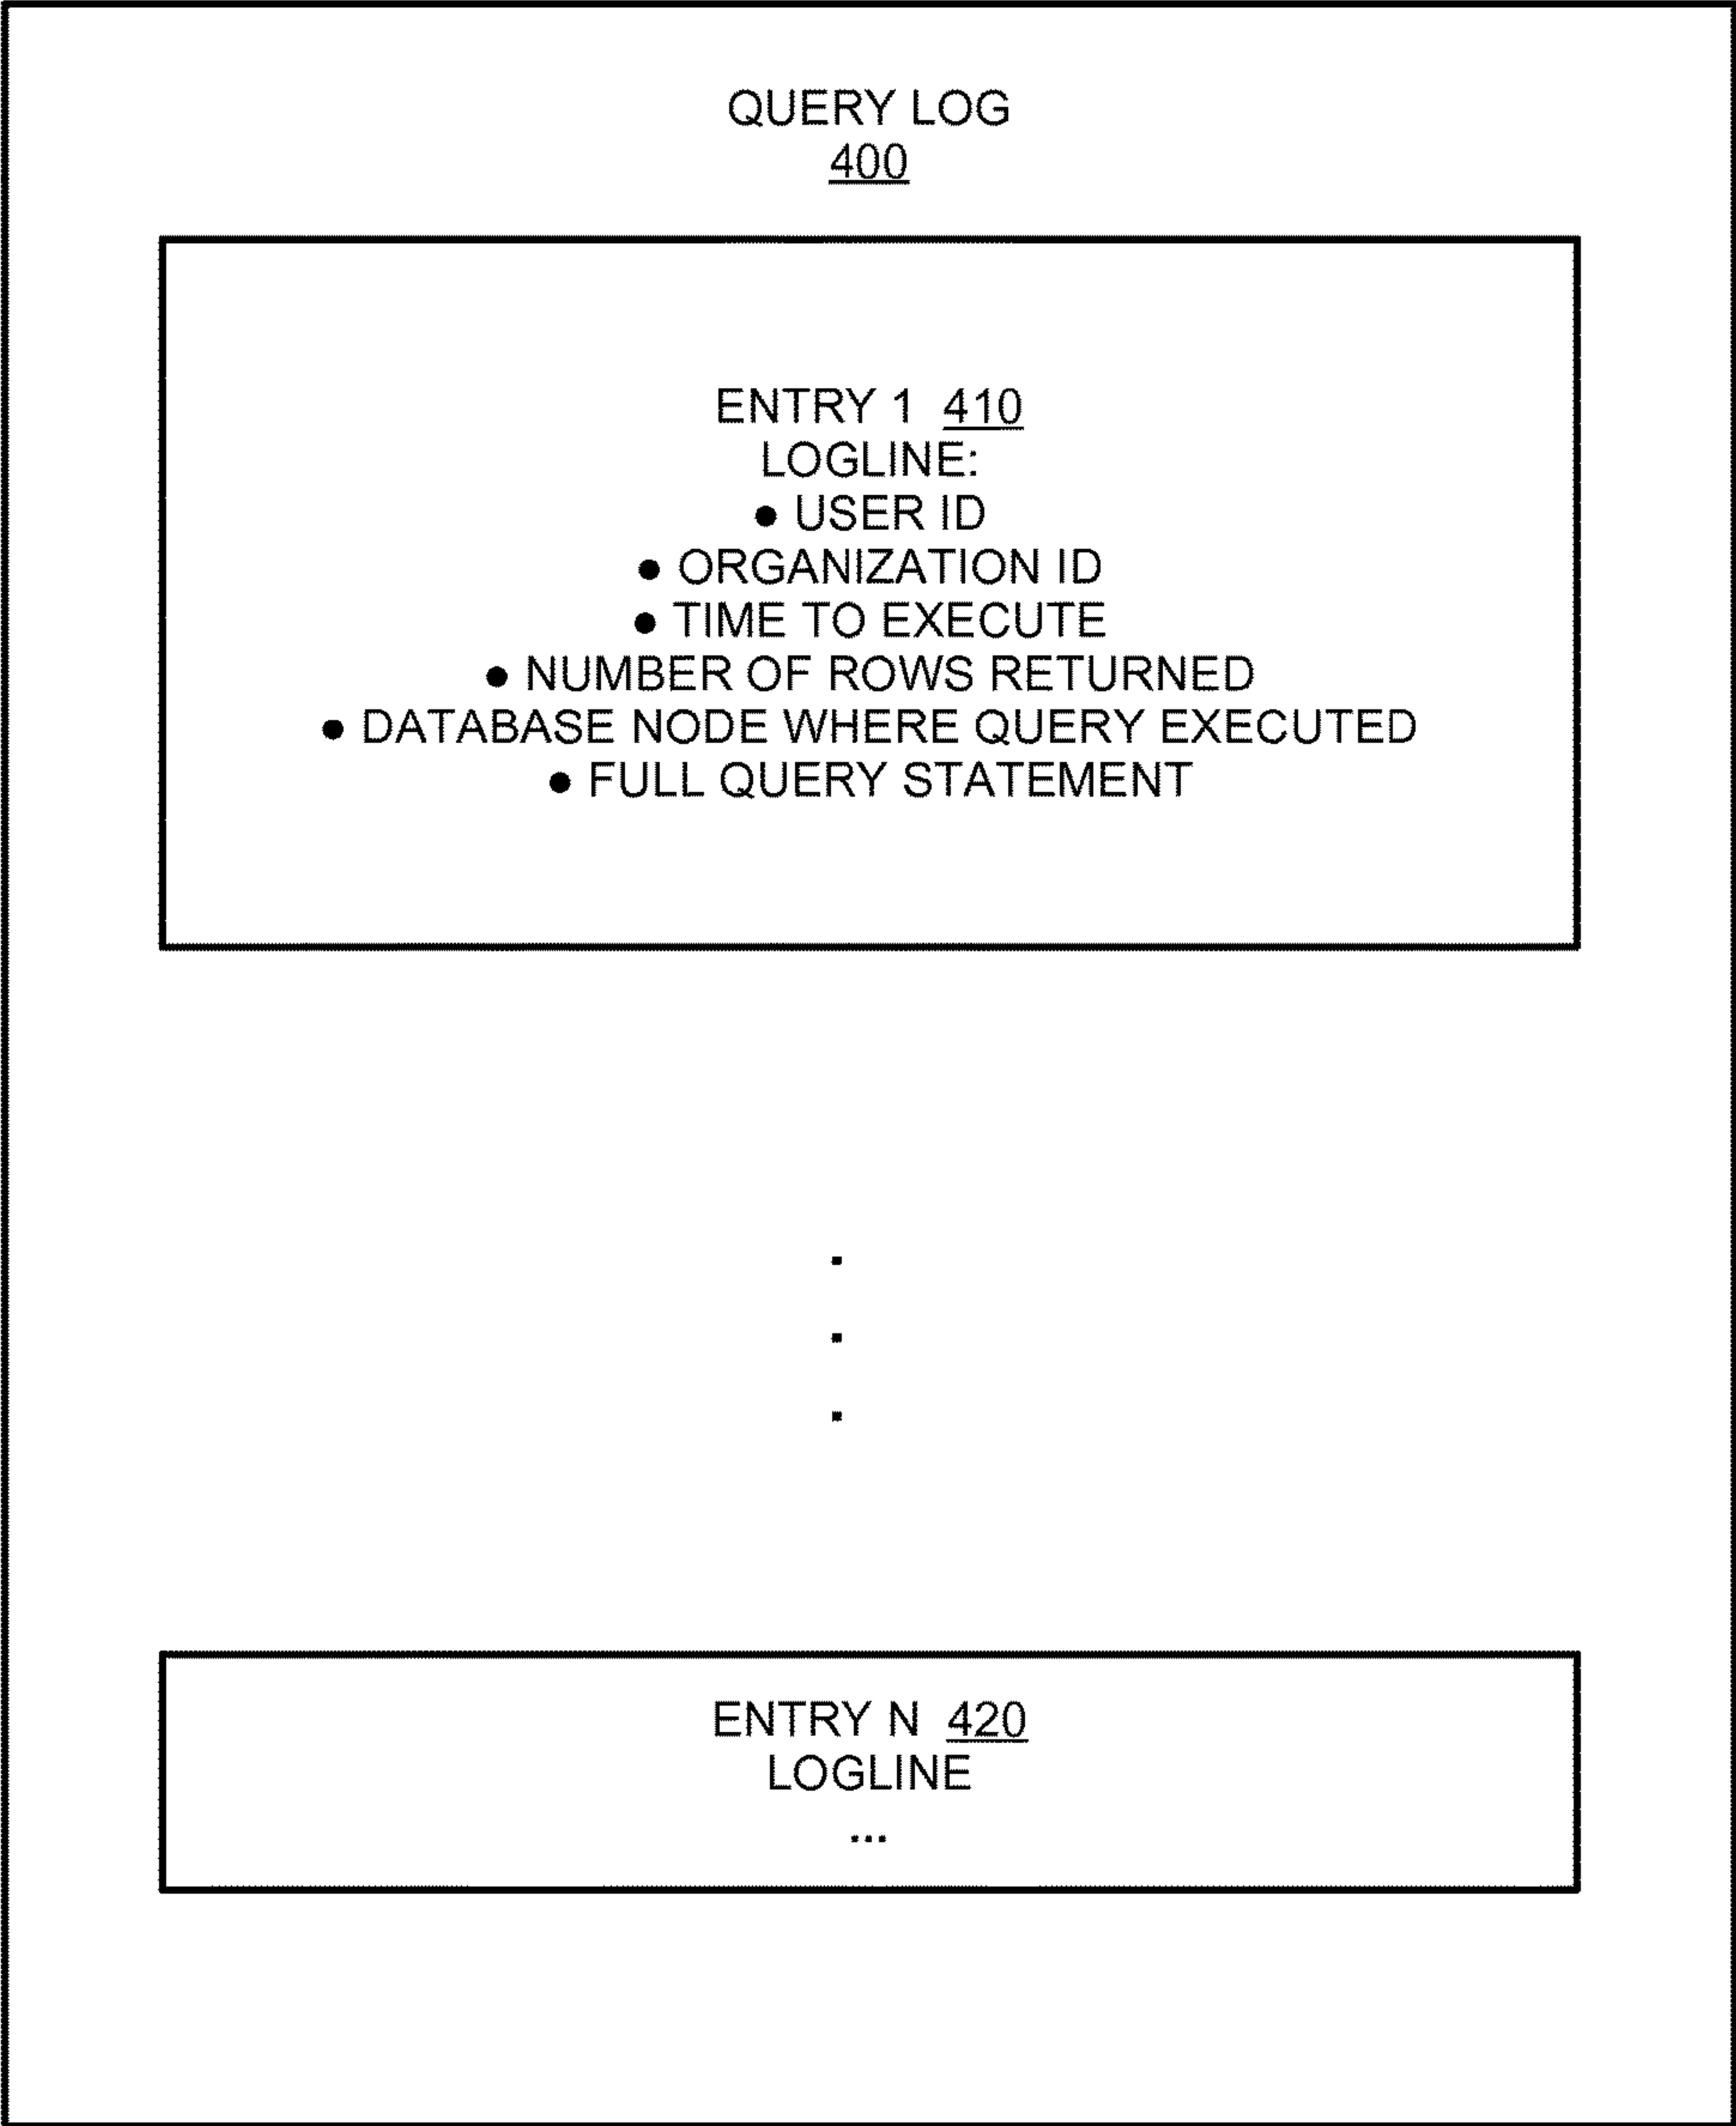 QUERY LOG
400
ENTRY 1 410
LOGLINE:
● USER ID
● ORGANIZATION ID
● TIME TO EXECUTE
● NUMBER OF ROWS RETURNED
● DATABASE NODE WHERE QUERY EXECUTED
● FULL QUERY STATEMENT
.
.
.
ENTRY N 420
LOGLINE
...